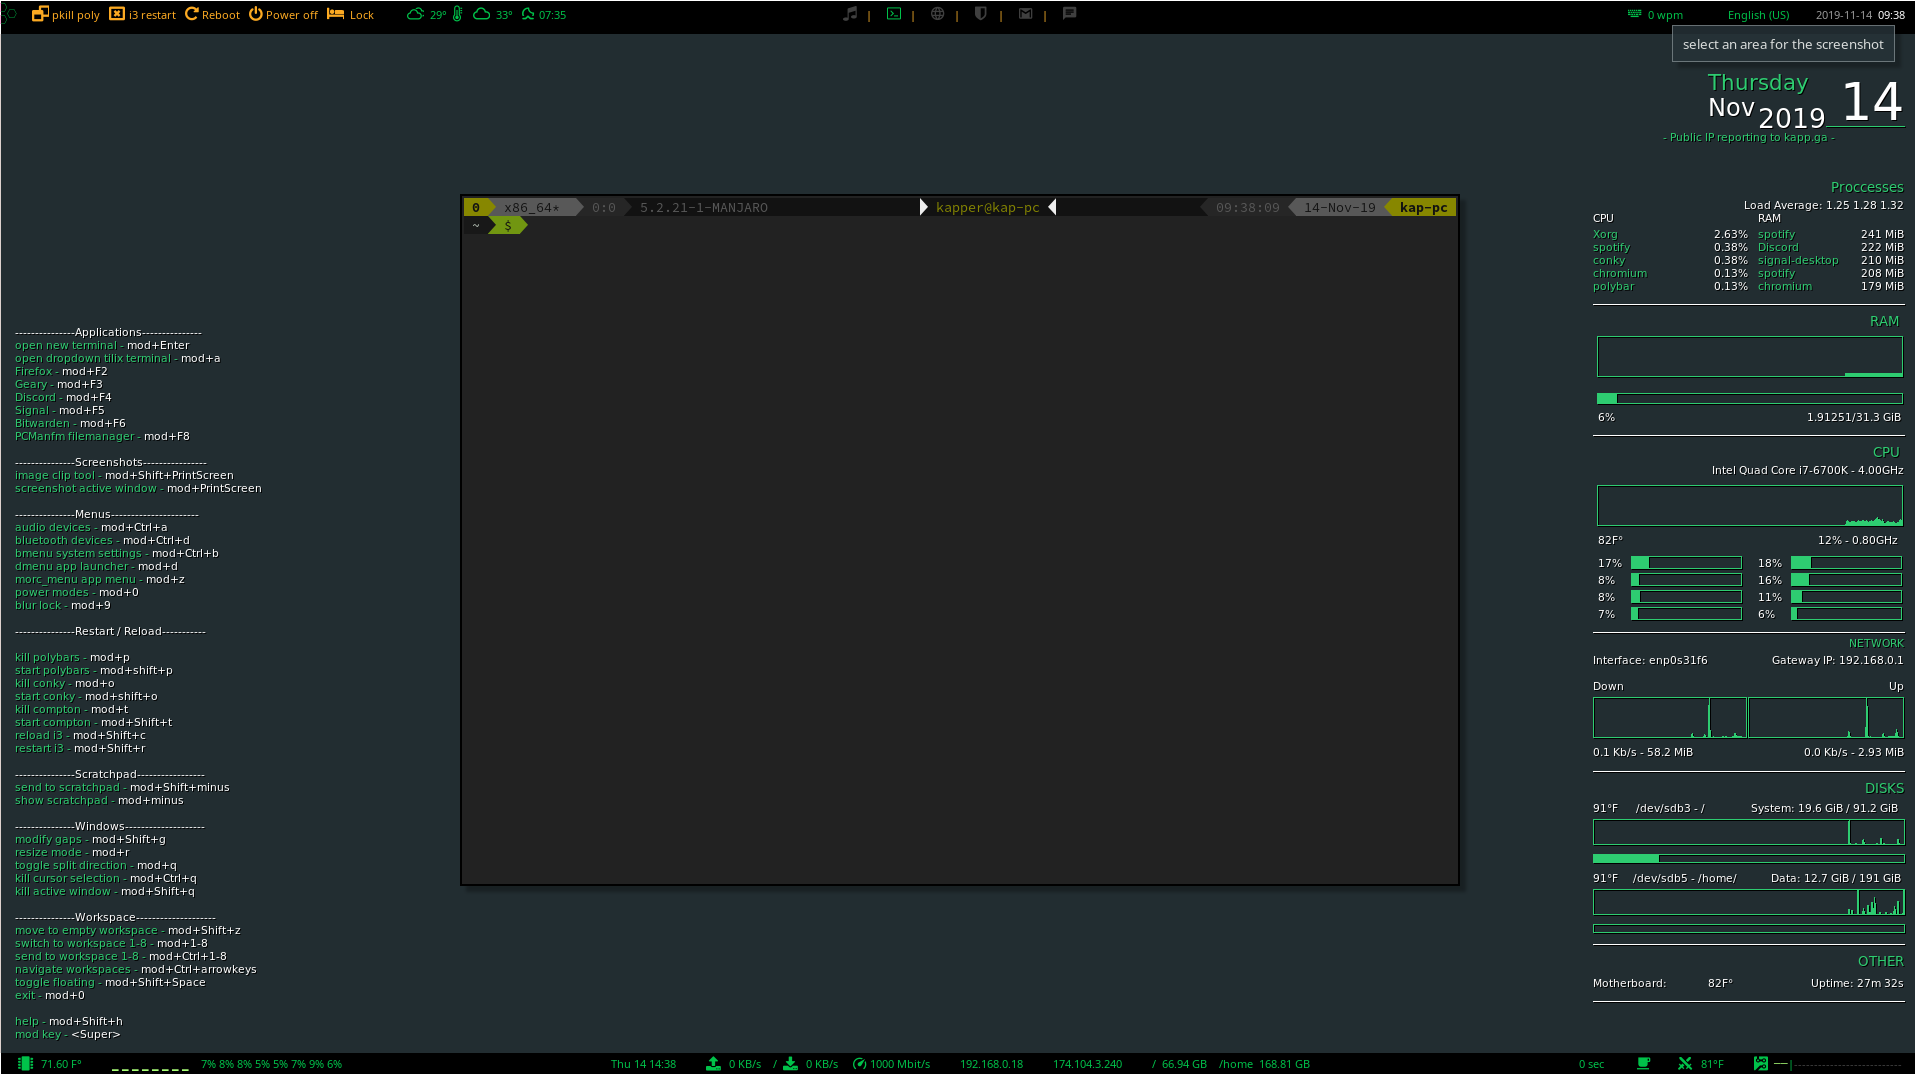 pkill poly i3 restart Reboot Power off Lock 29° 33° 07:35 | | | | | 0 wpm English (US) 2019-11-14 09:38
select an area for the screenshot
Thursday
Nov 2019 14
- Public IP reporting to kapp.ga -
0 x86_64* 0:0 5.2.21-1-MANJARO kapper@kap-pc 09:38:09 14-Nov-19 kap-pc
~ $
---------------Applications---------------
open new terminal - mod+Enter
open dropdown tilix terminal - mod+a
Firefox - mod+F2
Geary - mod+F3
Discord - mod+F4
Signal - mod+F5
Bitwarden - mod+F6
PCManfm filemanager - mod+F8
---------------Screenshots----------------
image clip tool - mod+Shift+PrintScreen
screenshot active window - mod+PrintScreen
---------------Menus----------------------
audio devices - mod+Ctrl+a
bluetooth devices - mod+Ctrl+d
bmenu system settings - mod+Ctrl+b
dmenu app launcher - mod+d
morc_menu app menu - mod+z
power modes - mod+0
blur lock - mod+9
---------------Restart / Reload-----------
kill polybars - mod+p
start polybars - mod+shift+p
kill conky - mod+o
start conky - mod+shift+o
kill compton - mod+t
start compton - mod+Shift+t
reload i3 - mod+Shift+c
restart i3 - mod+Shift+r
---------------Scratchpad-----------------
send to scratchpad - mod+Shift+minus
show scratchpad - mod+minus
---------------Windows--------------------
modify gaps - mod+Shift+g
resize mode - mod+r
toggle split direction - mod+q
kill cursor selection - mod+Ctrl+q
kill active window - mod+Shift+q
---------------Workspace--------------------
move to empty workspace - mod+Shift+z
switch to workspace 1-8 - mod+1-8
send to workspace 1-8 - mod+Ctrl+1-8
navigate workspaces - mod+Ctrl+arrowkeys
toggle floating - mod+Shift+Space
exit - mod+0
help - mod+Shift+h
mod key - <Super>
Proccesses
Load Average: 1.25 1.28 1.32
CPU RAM
Xorg 2.63% spotify 241 MiB
spotify 0.38% Discord 222 MiB
conky 0.38% signal-desktop 210 MiB
chromium 0.13% spotify 208 MiB
polybar 0.13% chromium 179 MiB
RAM
6% 1.91251/31.3 GiB
CPU
Intel Quad Core i7-6700K - 4.00GHz
82F° 12% - 0.80GHz
17% 18%
8% 16%
8% 11%
7% 6%
NETWORK
Interface: enp0s31f6 Gateway IP: 192.168.0.1
Down Up
0.1 Kb/s - 58.2 MiB 0.0 Kb/s - 2.93 MiB
DISKS
91°F /dev/sdb3 - / System: 19.6 GiB / 91.2 GiB
91°F /dev/sdb5 - /home/ Data: 12.7 GiB / 191 GiB
OTHER
Motherboard: 82F° Uptime: 27m 32s
71.60 F° 7% 8% 8% 5% 5% 7% 9% 6% Thu 14 14:38 0 KB/s / 0 KB/s 1000 Mbit/s 192.168.0.18 174.104.3.240 / 66.94 GB /home 168.81 GB 0 sec 81°F